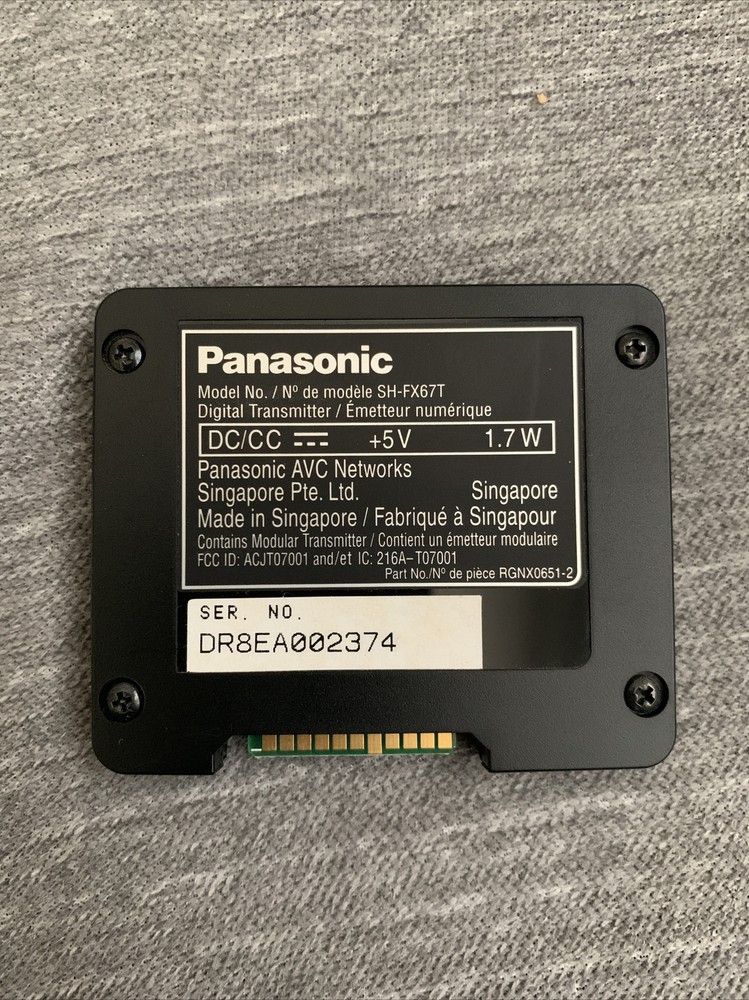 Panasonic
Model No. / Nº de modèle SH-FX67T
Digital Transmitter / Émetteur numérique
DC/CC +5V 1.7 W
Panasonic AVC Networks
Singapore Pte. Ltd. Singapore
Made in Singapore / Fabriqué à Singapour
Contains Modular Transmitter / Contient un émetteur modulaire
FCC ID: ACJT07001 and/et IC: 216A-T07001
Part No./Nº de pièce RGNX0651-2
SER. NO.
DR8EA002374